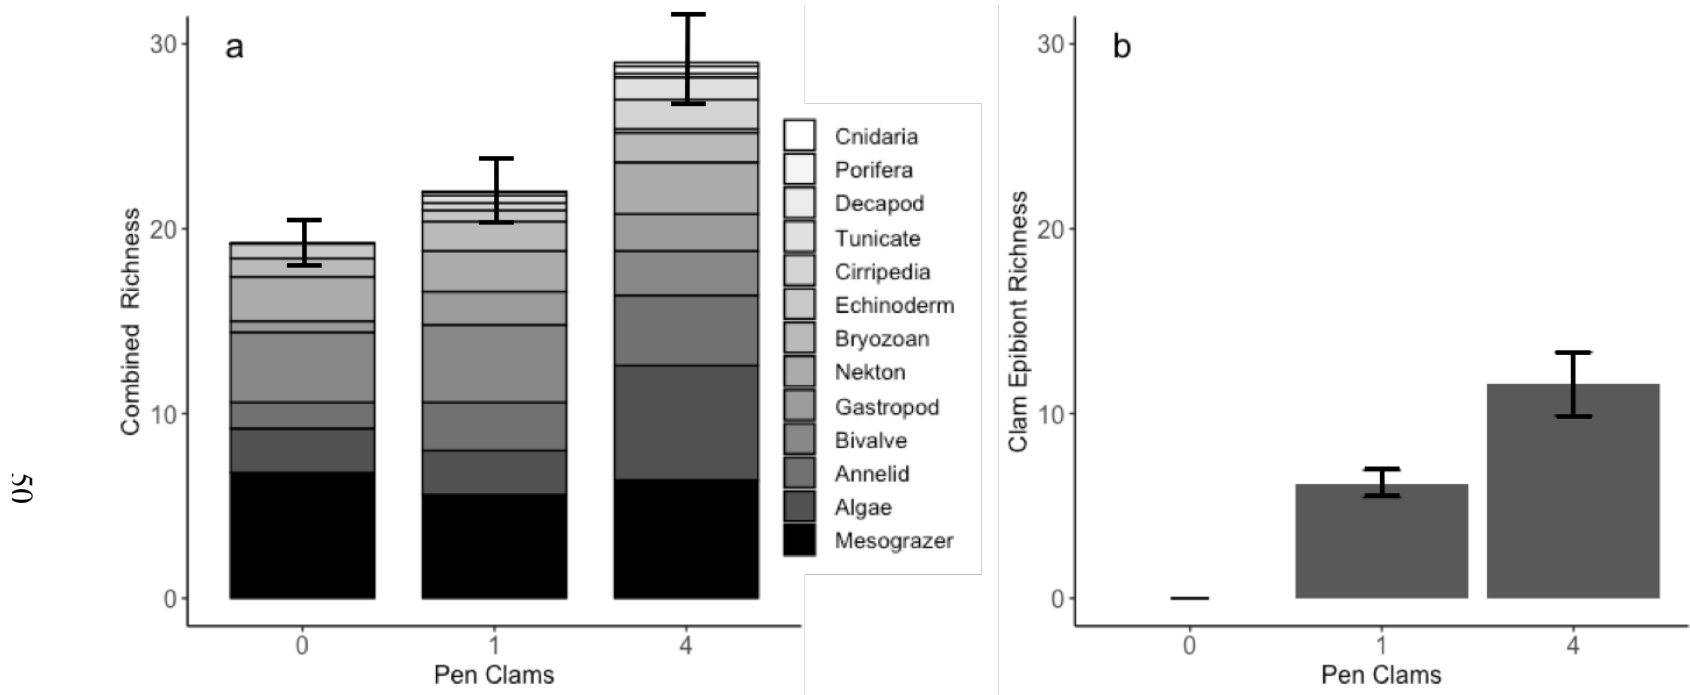 50
a
Combined Richness
30
20
10
0
0 1 4
Pen Clams
Cnidaria
Porifera
Decapod
Tunicate
Cirripedia
Echinoderm
Bryozoan
Nekton
Gastropod
Bivalve
Annelid
Algae
Mesograzer
b
Clam Epibiont Richness
30
20
10
0
0 1 4
Pen Clams